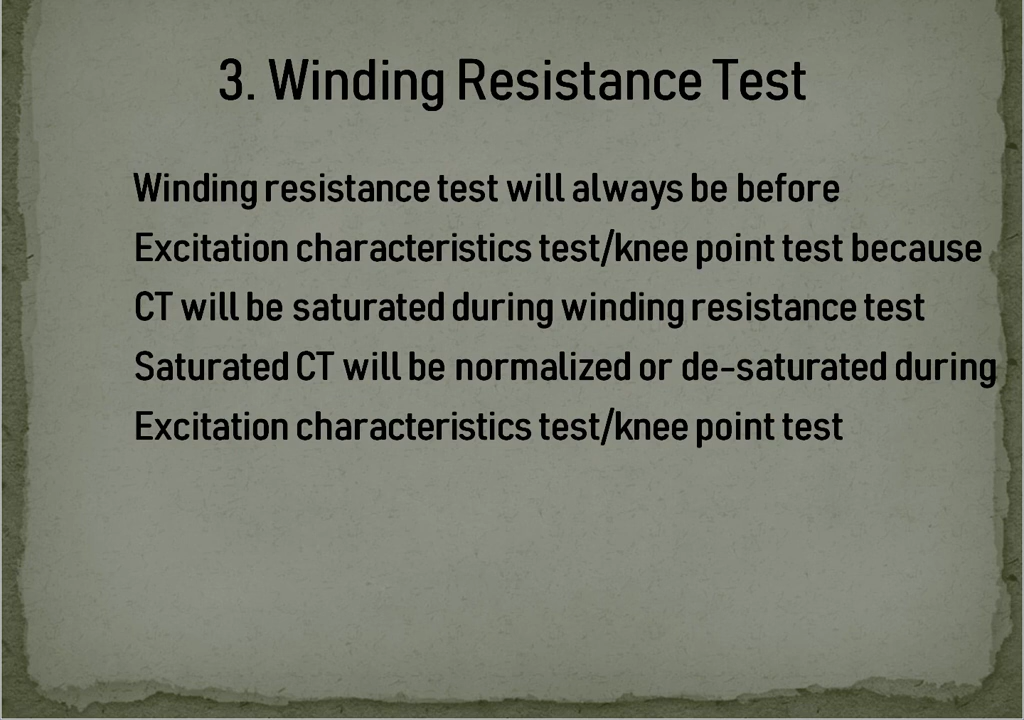 3. Winding Resistance Test
Winding resistance test will always be before
Excitation characteristics test/knee point test because
CT will be saturated during winding resistance test
Saturated CT will be normalized or de-saturated during
Excitation characteristics test/knee point test